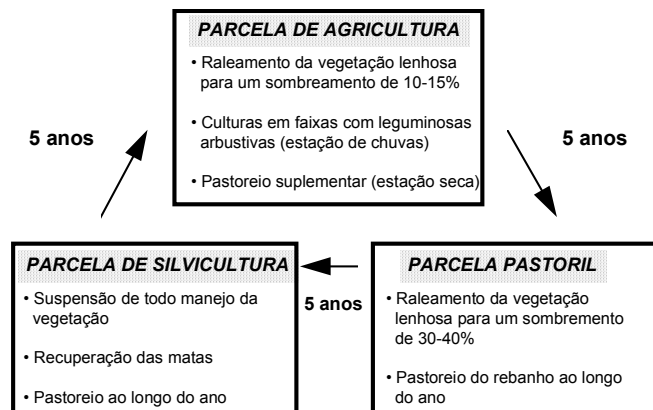 PARCELA DE AGRICULTURA
• Raleamento da vegetação lenhosa
para um sombreamento de 10-15%
• Culturas em faixas com leguminosas
arbustivas (estação de chuvas)
• Pastoreio suplementar (estação seca)
5 anos
5 anos
PARCELA DE SILVICULTURA
• Suspensão de todo manejo da
vegetação
• Recuperação das matas
• Pastoreio ao longo do ano
5 anos
PARCELA PASTORIL
• Raleamento da vegetação
lenhosa para um sombremento
de 30-40%
• Pastoreio do rebanho ao longo
do ano